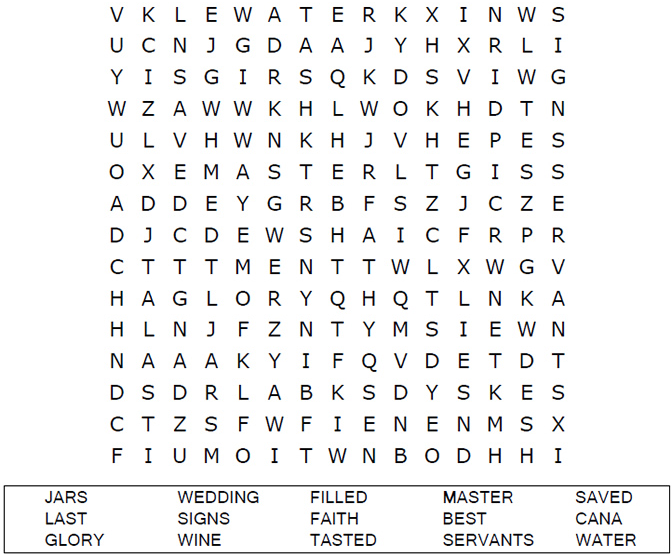 V K L E W A T E R K X I N W S
U C N J G D A A J Y H X R L I
Y I S G I R S Q K D S V I W G
W Z A W W K H L W O K H D T N
U L V H W N K H J V H E P E S
O X E M A S T E R L T G I S S
A D D E Y G R B F S Z J C Z E
D J C D E W S H A I C F R P R
C T T T M E N T T W L X W G V
H A G L O R Y Q H Q T L N K A
H L N J F Z N T Y M S I E W N
N A A A K Y I F Q V D E T D T
D S D R L A B K S D Y S K E S
C T Z S F W F I E N E N M S X
F I U M O I T W N B O D H H I
JARS WEDDING FILLED MASTER SAVED
LAST SIGNS FAITH BEST CANA
GLORY WINE TASTED SERVANTS WATER